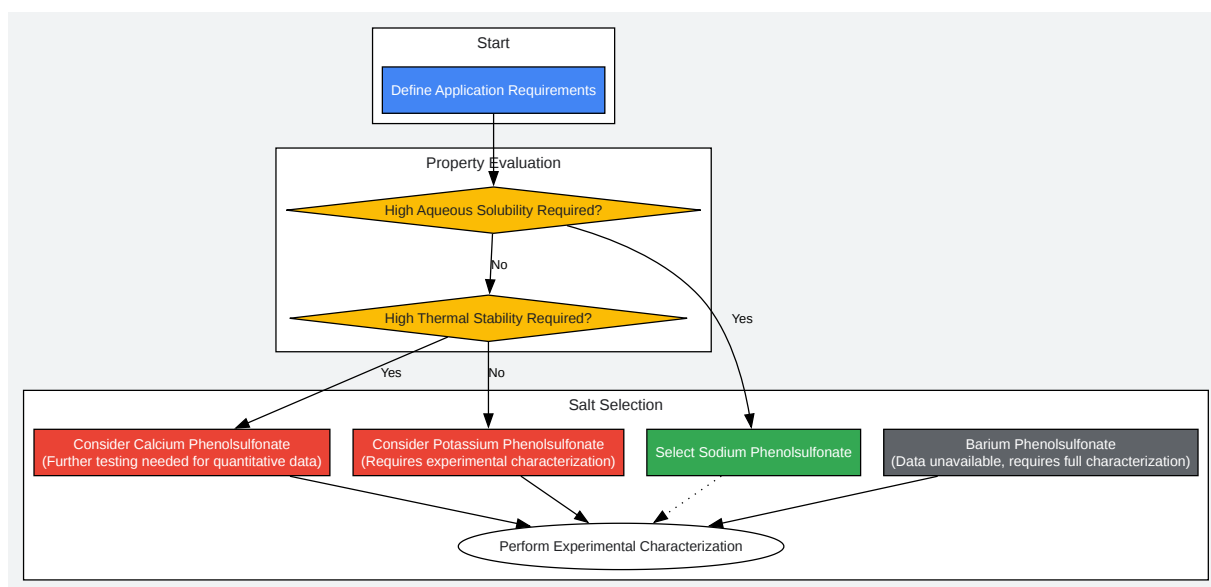 Start
Define Application Requirements
Property Evaluation
High Aqueous Solubility Required?
No
High Thermal Stability Required?
Yes
Yes
No
Salt Selection
Consider Calcium Phenolsulfonate
(Further testing needed for quantitative data)
Consider Potassium Phenolsulfonate
(Requires experimental characterization)
Select Sodium Phenolsulfonate
Barium Phenolsulfonate
(Data unavailable, requires full characterization)
Perform Experimental Characterization